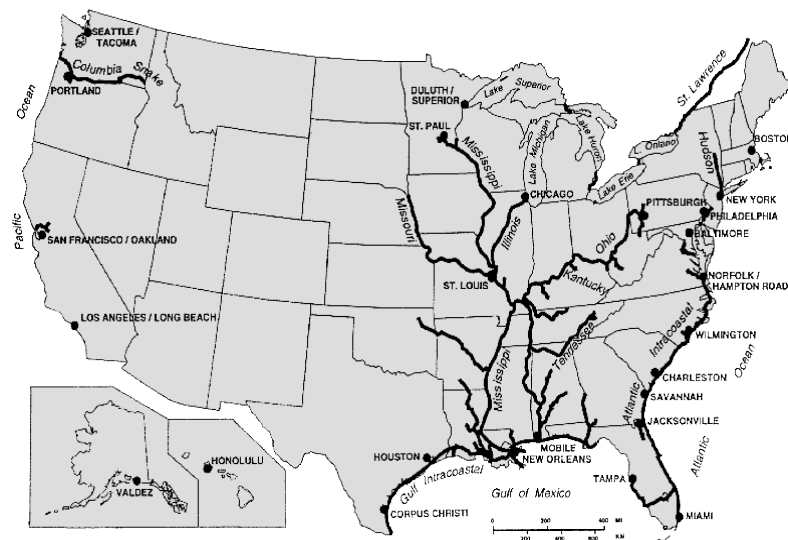 SEATTLE /
TACOMA
Columbia
Snake
PORTLAND
Ocean
Pacific
SAN FRANCISCO / OAKLAND
LOS ANGELES / LONG BEACH
DULUTH /
SUPERIOR
Lake Superior
ST. PAUL
Mississippi
Lake Michigan
Lake Huron
L. Ontario
Lake Erie
St. Lawrence
Hudson
BOSTON
NEW YORK
PHILADELPHIA
PITTSBURGH
BALTIMORE
CHICAGO
Missouri
Illinois
Ohio
ST. LOUIS
Kentucky
NORFOLK /
HAMPTON ROAD
Tennessee
Mississippi
Intracoastal
Atlantic
WILMINGTON
Ocean
CHARLESTON
SAVANNAH
JACKSONVILLE
Atlantic
MOBILE
NEW ORLEANS
HOUSTON
Gulf Intracoastal
Gulf of Mexico
TAMPA
MIAMI
CORPUS CHRISTI
HONOLULU
VALDEZ
0 200 400 MI
0 200 400 600 KM